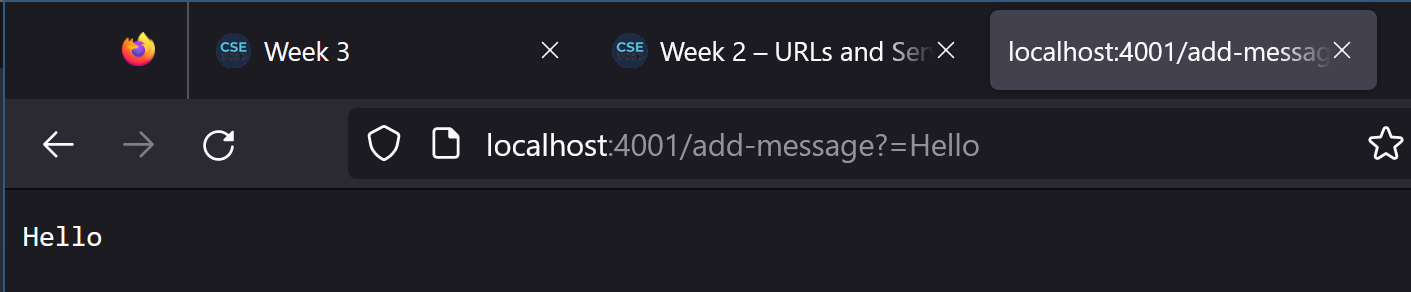 CSE Week 3
CSE Week 2 – URLs and Ser
localhost:4001/add-messag
localhost:4001/add-message?=Hello
Hello